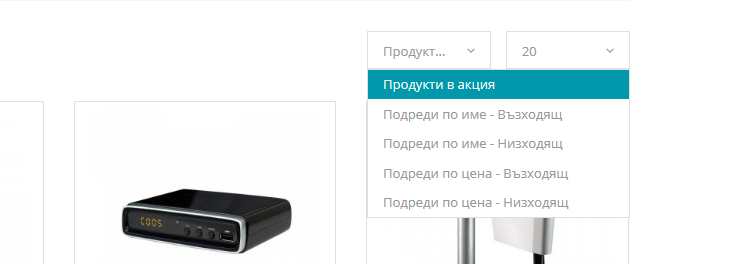 Продукт...
20
Продукти в акция
Подреди по име - Възходящ
Подреди по име - Низходящ
Подреди по цена - Възходящ
Подреди по цена - Низходящ